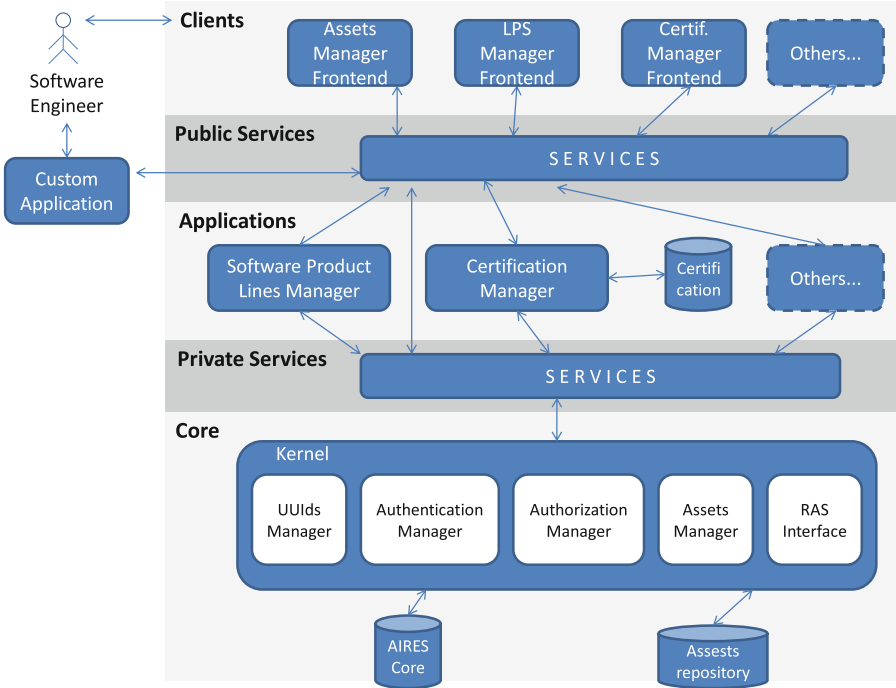 Clients
Assets
Manager
Frontend
LPS
Manager
Frontend
Certif.
Manager
Frontend
Others...
Software
Engineer
Public Services
SERVICES
Custom
Application
Applications
Software Product
Lines Manager
Certification
Manager
Certifi
cation
Others...
Private Services
SERVICES
Core
Kernel
UUIds
Manager
Authentication
Manager
Authorization
Manager
Assets
Manager
RAS
Interface
AIRES
Core
Assests
repository